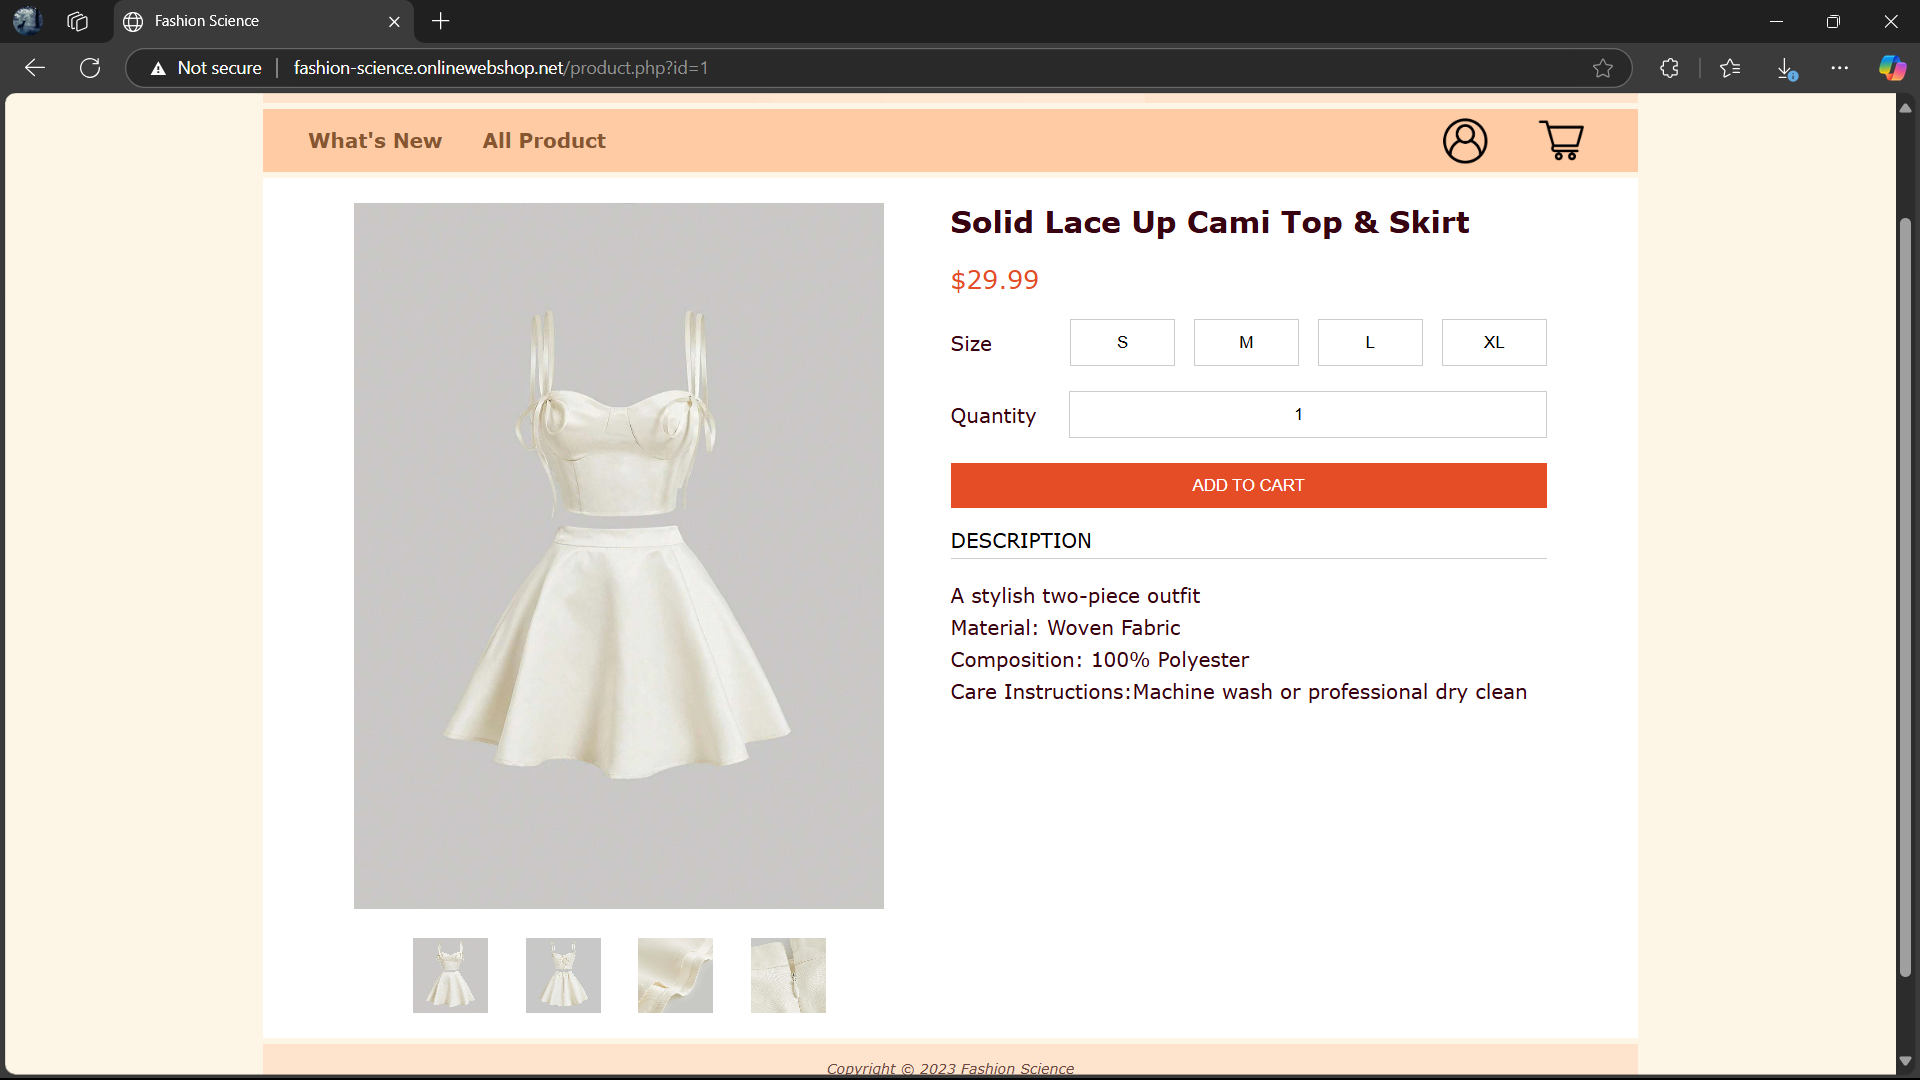 Fashion Science
Not secure
fashion-science.onlinewebshop.net/product.php?id=1
What's New
All Product
Solid Lace Up Cami Top & Skirt
$29.99
Size
S
M
L
XL
Quantity
1
ADD TO CART
DESCRIPTION
A stylish two-piece outfit
Material: Woven Fabric
Composition: 100% Polyester
Care Instructions:Machine wash or professional dry clean
Copyright © 2023 Fashion Science